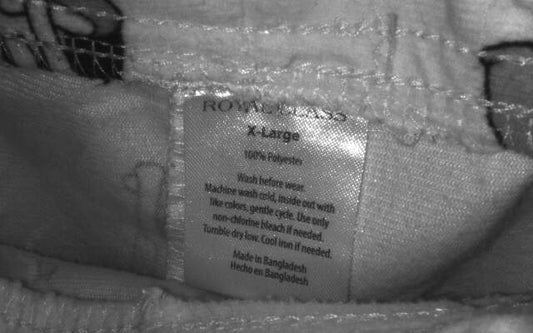 ROYAL CLASS
X-Large
100% Polyester
Wash before wear.
Machine wash cold, inside out with
like colors, gentle cycle. Use only
non-chlorine bleach if needed.
Tumble dry low. Cool iron if needed.
Made in Bangladesh
Hecho en Bangladesh